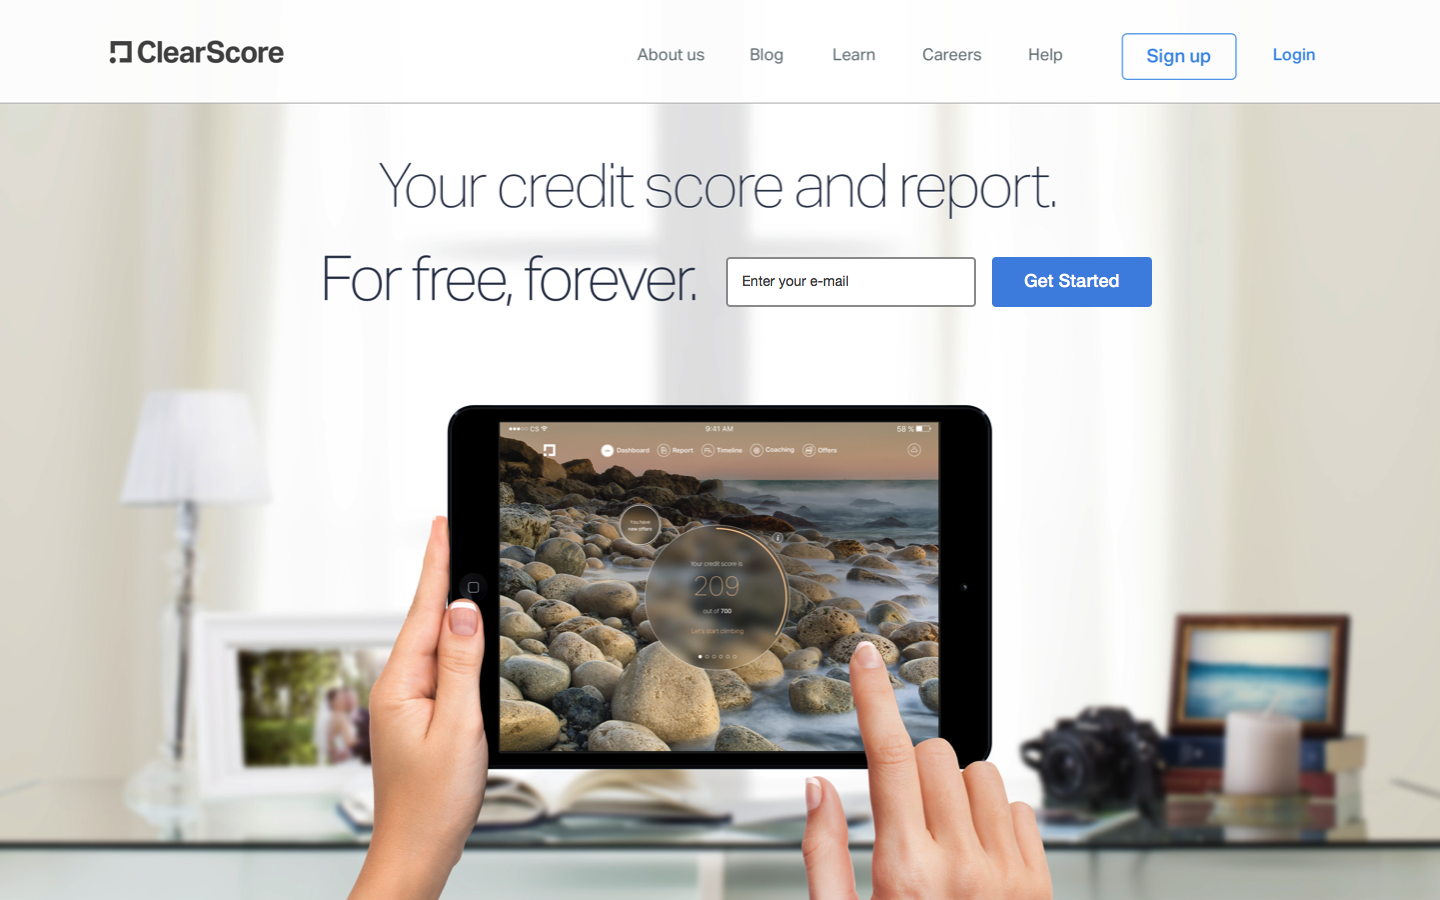 ClearScore
About us Blog Learn Careers Help Sign up Login
Your credit score and report.
For free, forever. Enter your e-mail Get Started
CS 9:41 AM 58 %
Dashboard Report Timeline Coaching Offers
You have
new offers
Your credit score is
209
out of 700
Let's start climbing